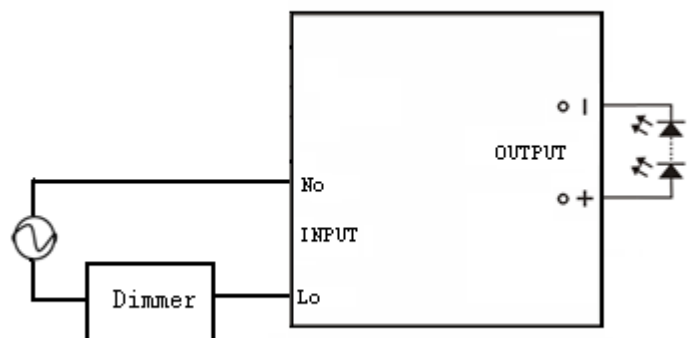 No
INPUT
Lo
Dimmer
OUTPUT
−
+